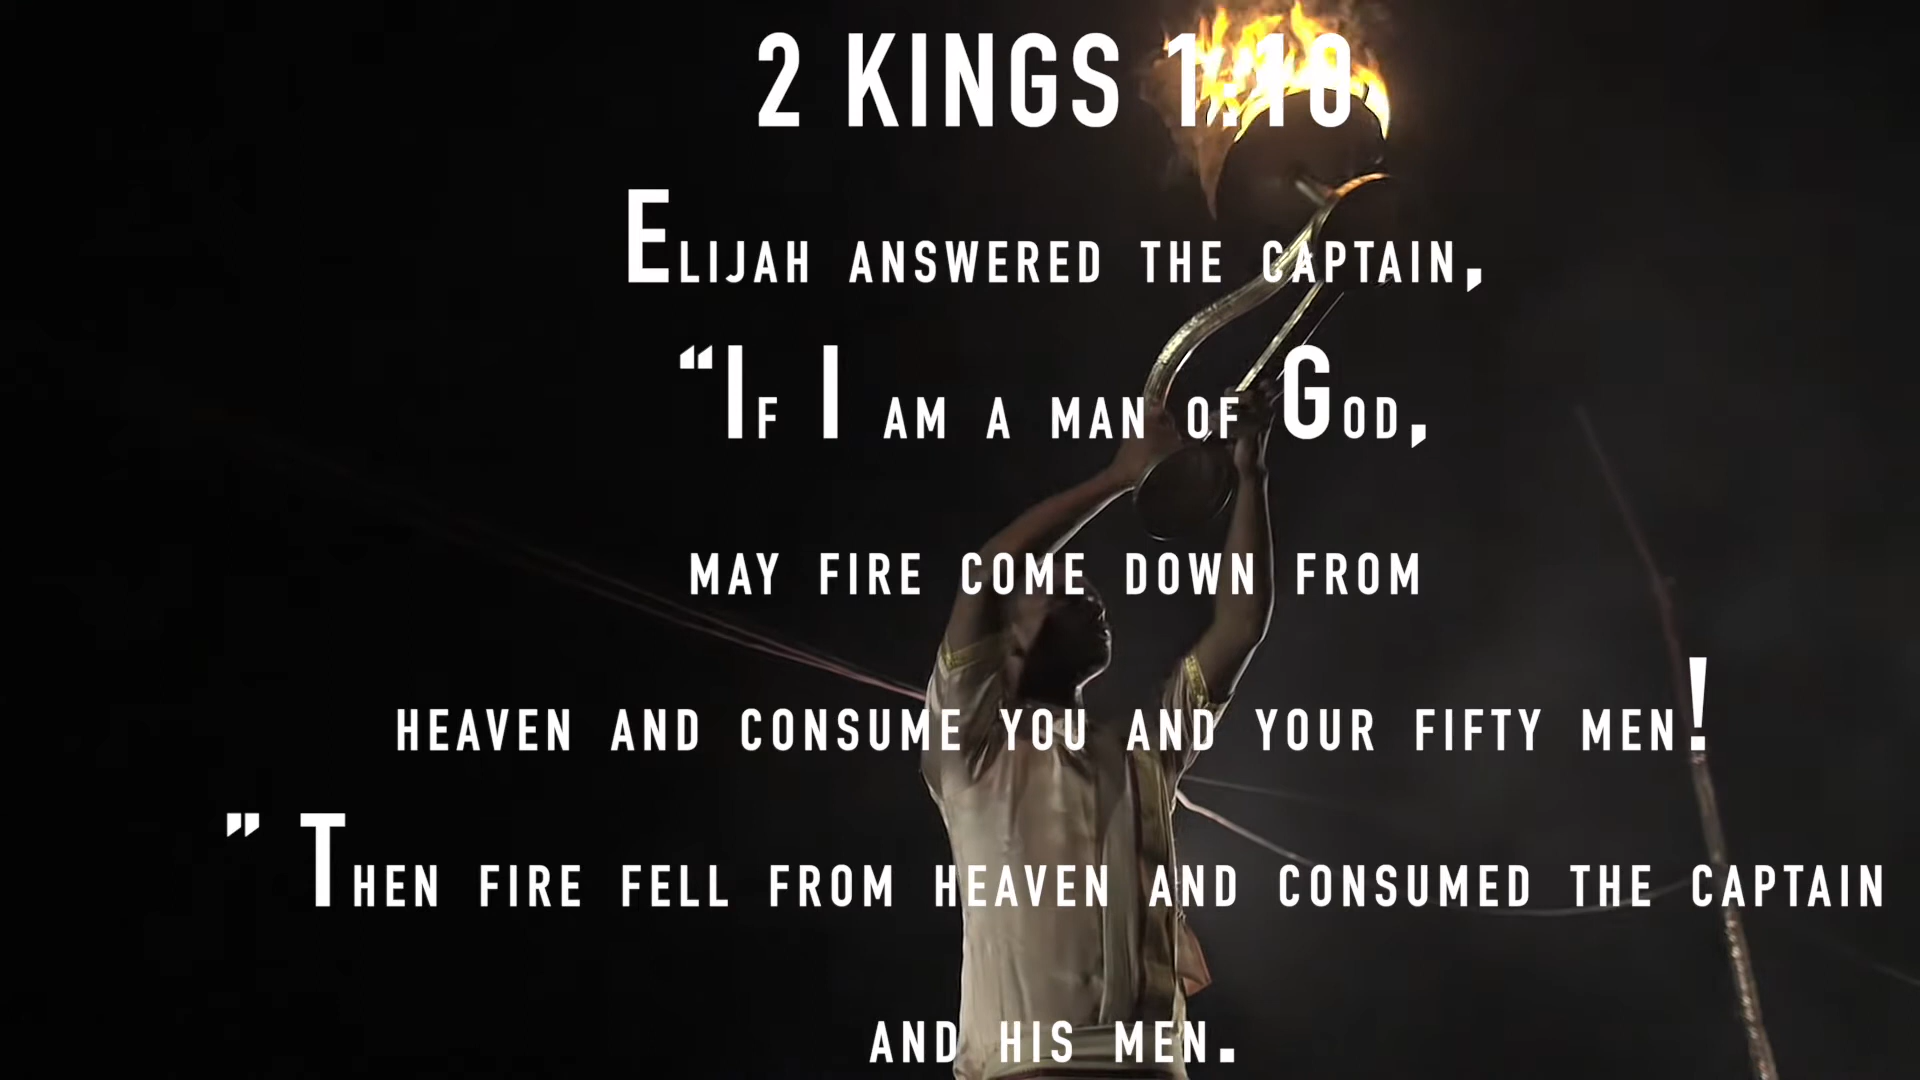 2 KINGS 1:10
Elijah answered the captain,
“If I am a man of God,
may fire come down from
heaven and consume you and your fifty men!
” Then fire fell from heaven and consumed the captain
and his men.